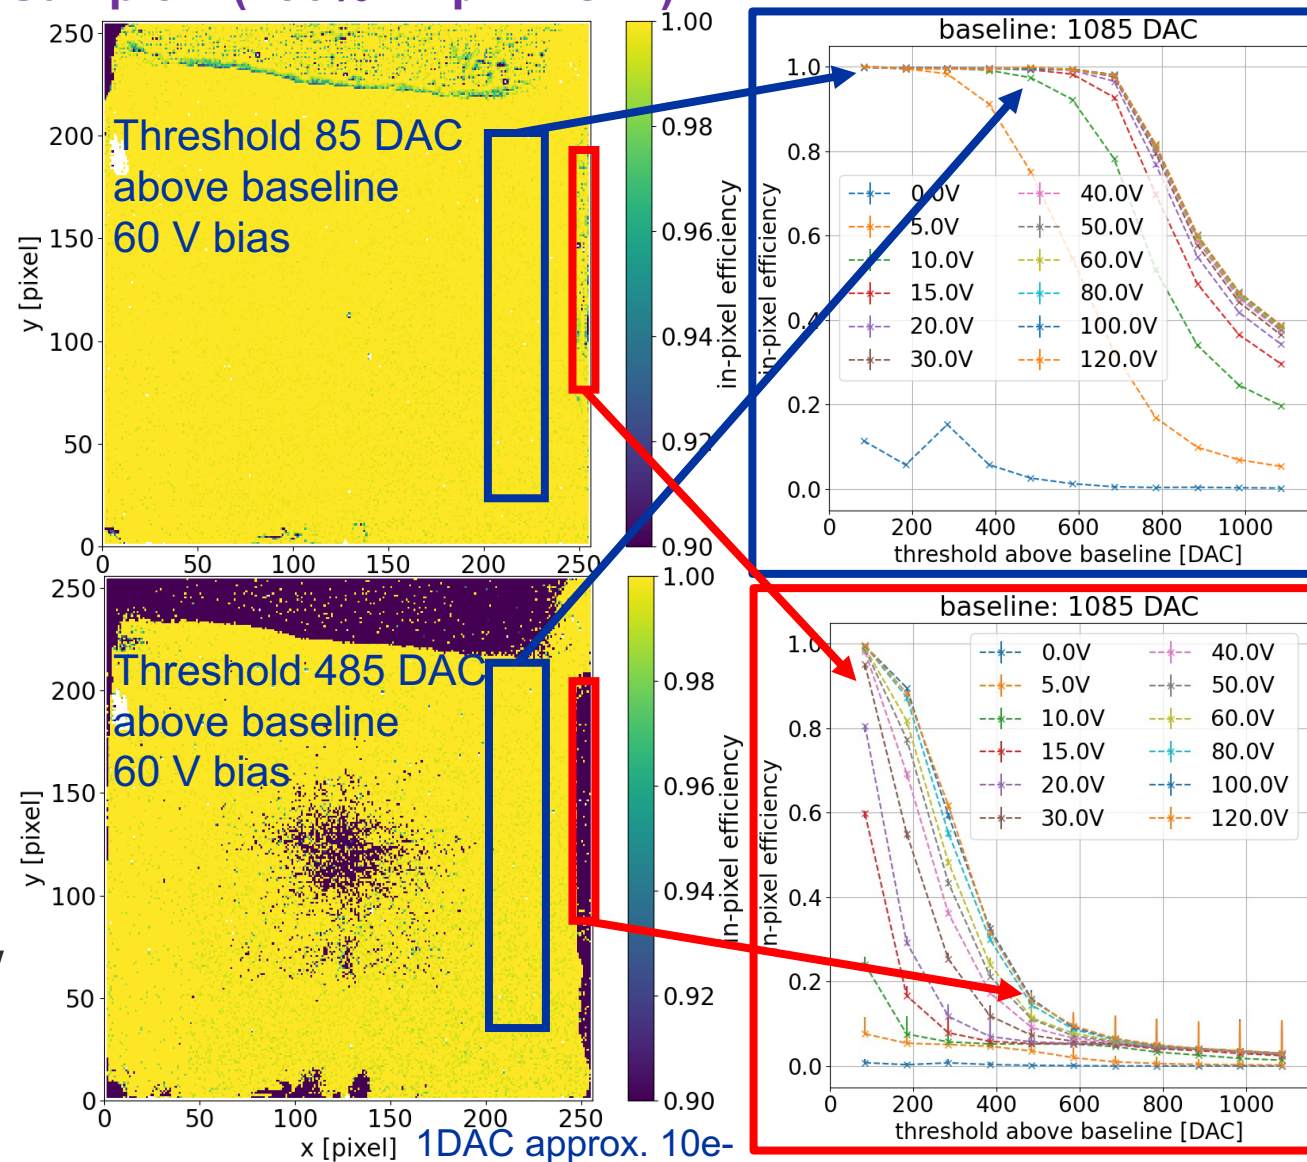 250
200
150
100
50
0
y [pixel]
Threshold 85 DAC
above baseline
60 V bias
0
50
100
150
200
250
1.00
0.98
0.96
0.94
0.92
0.90
in-pixel efficiency
baseline: 1085 DAC
1.0
0.8
0.6
0.4
0.2
0.0
in-pixel efficiency
0.0V
5.0V
10.0V
15.0V
20.0V
30.0V
40.0V
50.0V
60.0V
80.0V
100.0V
120.0V
0
200
400
600
800
1000
threshold above baseline [DAC]
250
200
150
100
50
0
y [pixel]
Threshold 485 DAC
above baseline
60 V bias
0
50
100
150
200
250
x [pixel]
1DAC approx. 10e-
1.00
0.98
0.96
0.94
0.92
0.90
in-pixel efficiency
baseline: 1085 DAC
1.0
0.8
0.6
0.4
0.2
0.0
n-pixel efficiency
0.0V
5.0V
10.0V
15.0V
20.0V
30.0V
40.0V
50.0V
60.0V
80.0V
100.0V
120.0V
0
200
400
600
800
1000
threshold above baseline [DAC]